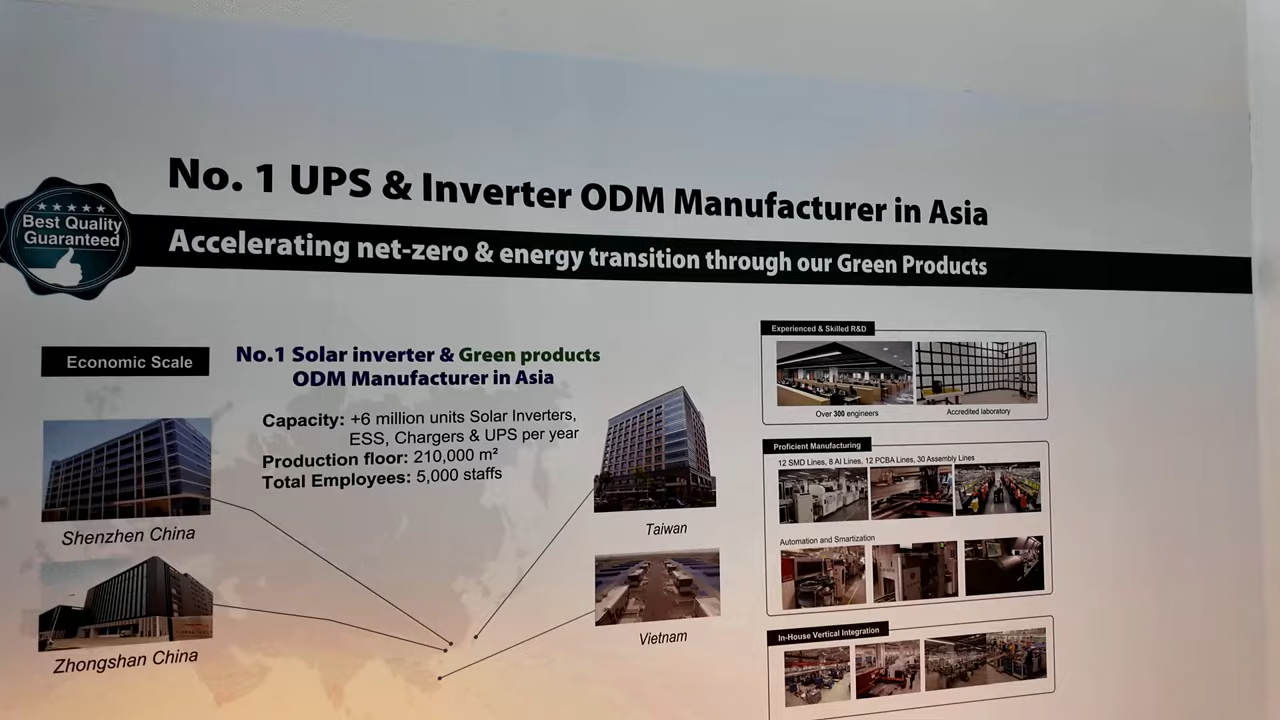 No. 1 UPS & Inverter ODM Manufacturer in Asia
Best Quality
Guaranteed
Accelerating net-zero & energy transition through our Green Products
Economic Scale
No.1 Solar inverter & Green products
ODM Manufacturer in Asia
Capacity: +6 million units Solar Inverters,
ESS, Chargers & UPS per year
Production floor: 210,000 m²
Total Employees: 5,000 staffs
Shenzhen China
Zhongshan China
Taiwan
Vietnam
Experienced & Skilled R&D
Over 300 engineers
Accredited laboratory
Proficient Manufacturing
12 SMD Lines, 8 AI Lines, 12 PCBA Lines, 30 Assembly Lines
Automation and Smartization
In-House Vertical Integration